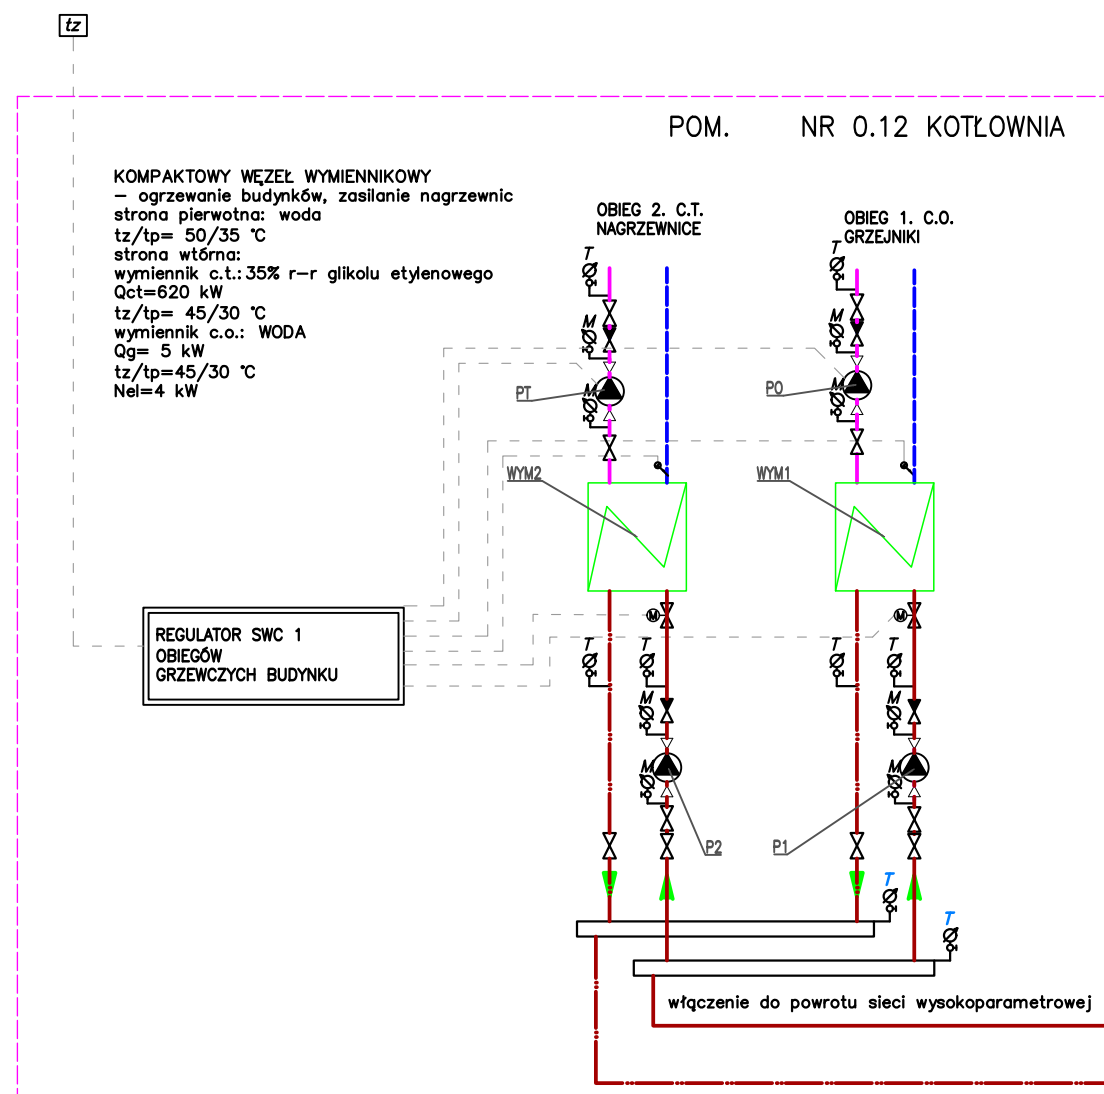 tz
POM. NR 0.12 KOTŁOWNIA
KOMPAKTOWY WĘZEŁ WYMIENNIKOWY
– ogrzewanie budynków, zasilanie nagrzewnic
strona pierwotna: woda
tz/tp= 50/35 °C
strona wtórna:
wymiennik c.t.: 35% r–r glikolu etylenowego
Qct=620 kW
tz/tp= 45/30 °C
wymiennik c.o.: WODA
Qg= 5 kW
tz/tp=45/30 °C
Nel=4 kW
OBIEG 2. C.T.
NAGRZEWNICE
OBIEG 1. C.O.
GRZEJNIKI
T
T
M
M
PT
M
PO
M
WYM2
WYM1
M
M
REGULATOR SWC 1
OBIEGÓW
GRZEWCZYCH BUDYNKU
T
T
T
T
M
M
M
M
P2
P1
T
T
włączenie do powrotu sieci wysokoparametrowej